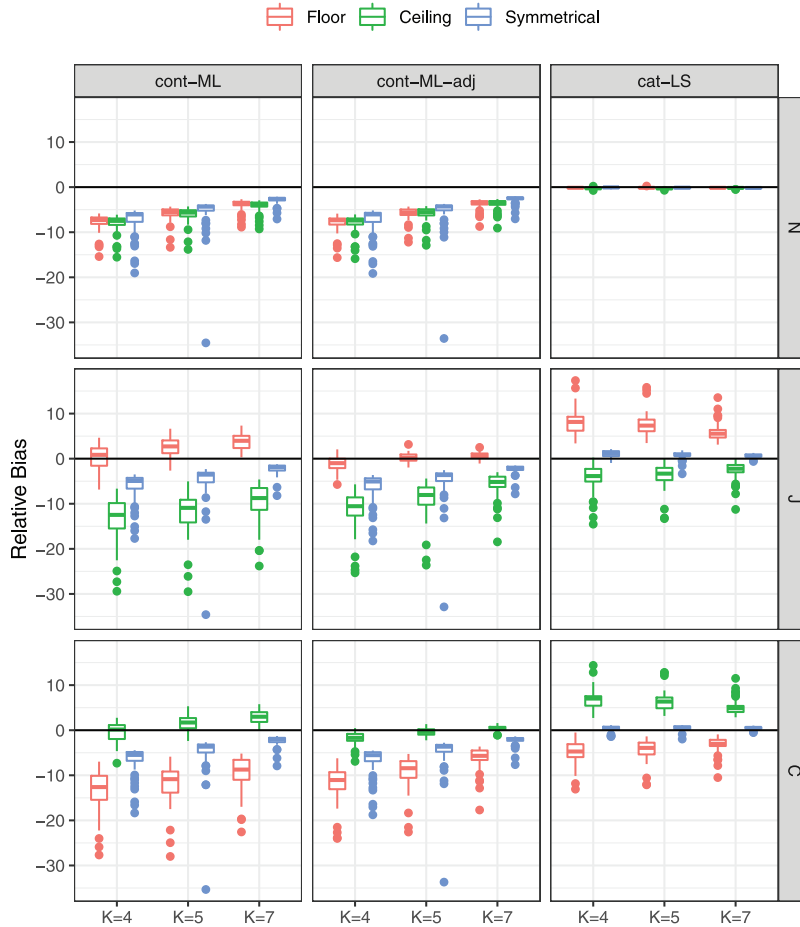 Floor Ceiling Symmetrical
cont−ML cont−ML−adj cat−LS
10
0
−10
−20
−30
N
10
0
−10
−20
−30
J
10
0
−10
−20
−30
C
Relative Bias
K=4 K=5 K=7 K=4 K=5 K=7 K=4 K=5 K=7